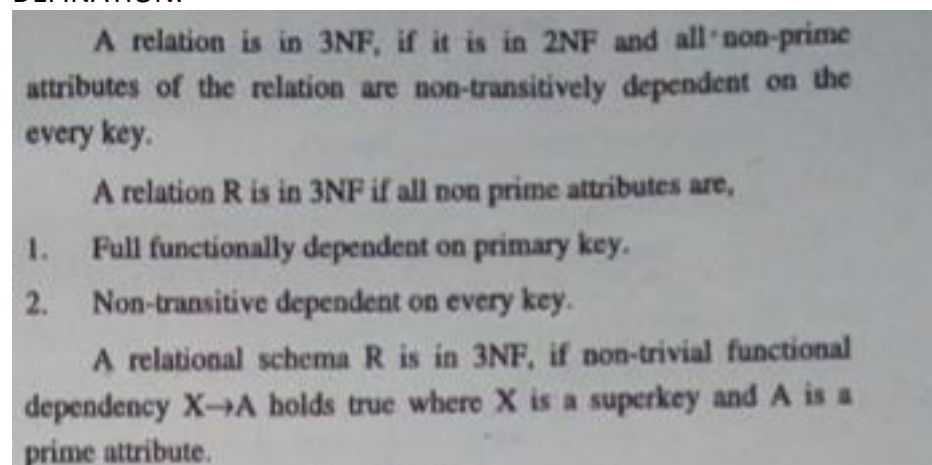 A relation is in 3NF, if it is in 2NF and all non-prime
attributes of the relation are non-transitively dependent on the
every key.
A relation R is in 3NF if all non prime attributes are,
1. Full functionally dependent on primary key.
2. Non-transitive dependent on every key.
A relational schema R is in 3NF, if non-trivial functional
dependency X→A holds true where X is a superkey and A is a
prime attribute.